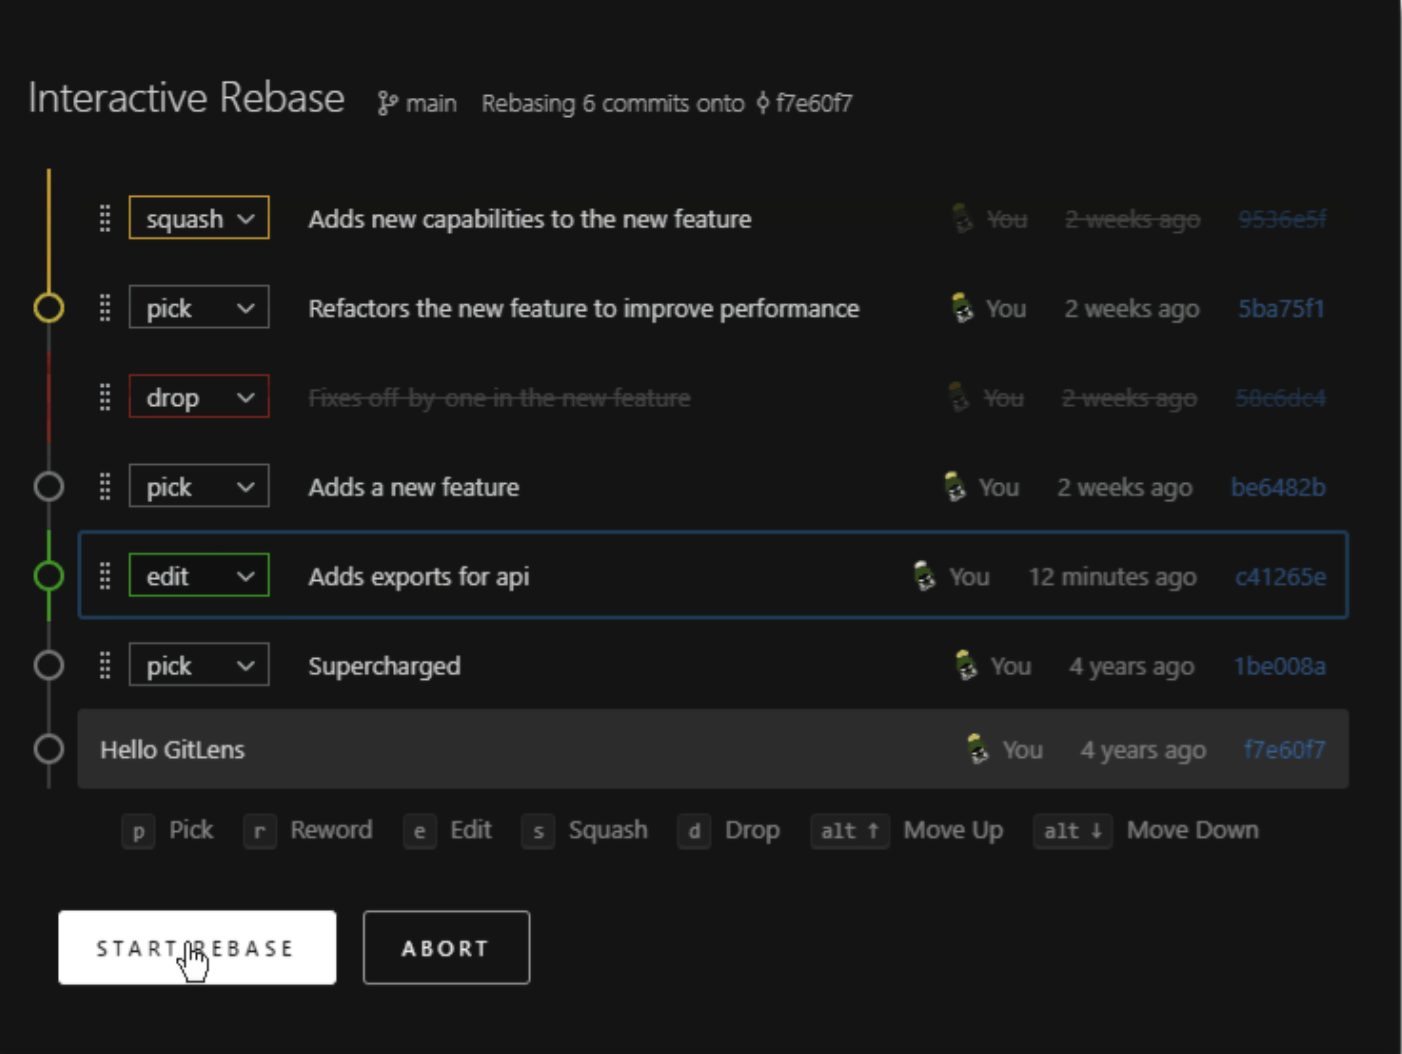 Interactive Rebase main Rebasing 6 commits onto f7e60f7
squash Adds new capabilities to the new feature You 2 weeks ago 9536e5f
pick Refactors the new feature to improve performance You 2 weeks ago 5ba75f1
drop Fixes off-by-one in the new feature You 2 weeks ago 58c6dc4
pick Adds a new feature You 2 weeks ago be6482b
edit Adds exports for api You 12 minutes ago c41265e
pick Supercharged You 4 years ago 1be008a
Hello GitLens You 4 years ago f7e60f7
p Pick r Reword e Edit s Squash d Drop alt ↑ Move Up alt ↓ Move Down
START REBASE ABORT